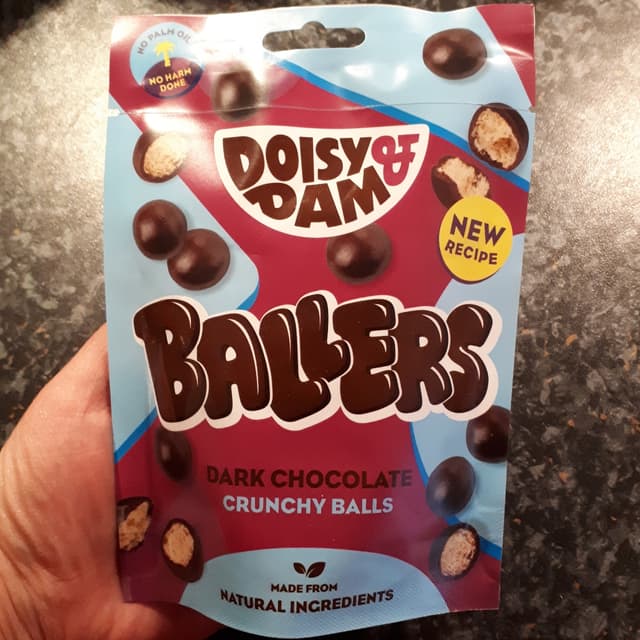 NO PALM OIL
NO HARM
DONE
DOISY &
DAM
NEW
RECIPE
BALLERS
DARK CHOCOLATE
CRUNCHY BALLS
MADE FROM
NATURAL INGREDIENTS